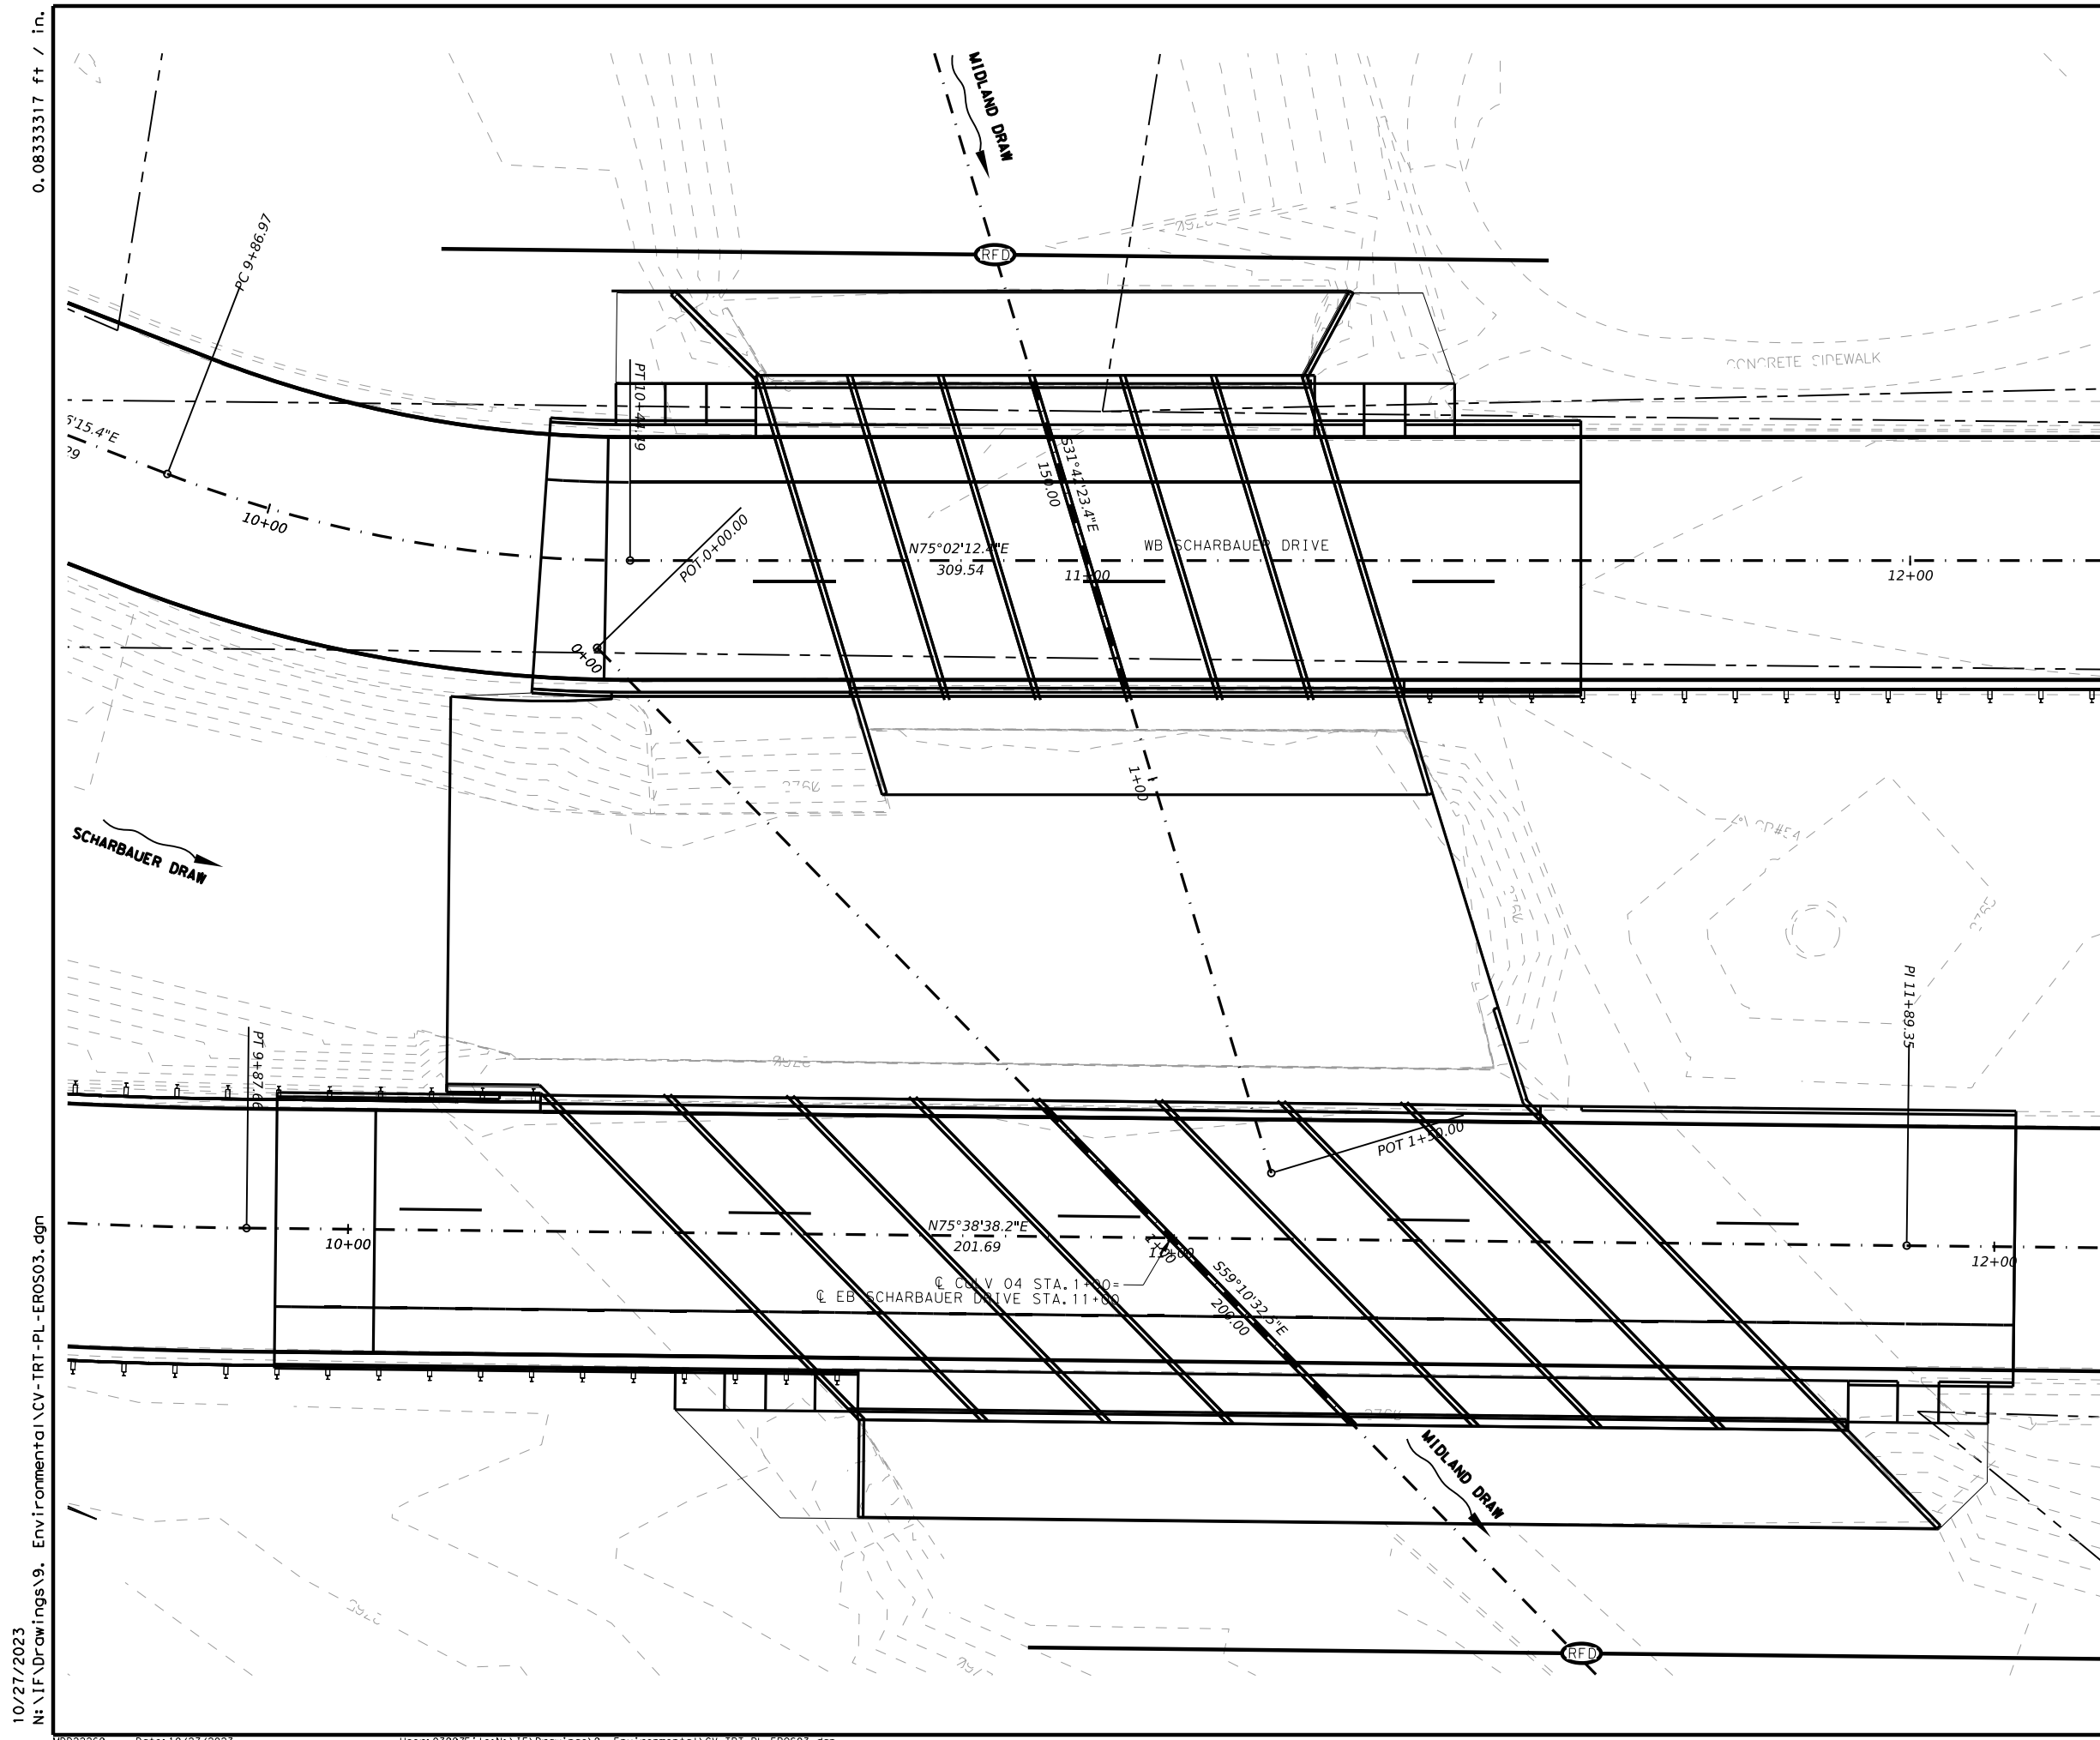 0.08333317 ft / in.
MIDLAND DRAW
PC 9+86.97
RFD
PT 10+44.49
CONCRETE SIDEWALK
S31°42'23.4"E
150.00
10+00
POT 0+00.00
N75°02'12.4"E
309.54
WB SCHARBAUER DRIVE
11+00
12+00
0+00
1+00
SCHARBAUER DRAW
PI 11+89.35
PT 9+87.66
POT 1+50.00
N75°38'38.2"E
201.69
10+00
11+00
1+00
12+00
℄ CULV 04 STA. 1+00=
℄ EB SCHARBAUER DRIVE STA. 11+00
S59°10'32.5"E
200.00
MIDLAND DRAW
RFD
10/27/2023
N:\IF\Drawings\9. Environmental\CV-TRT-PL-EROS03.dgn